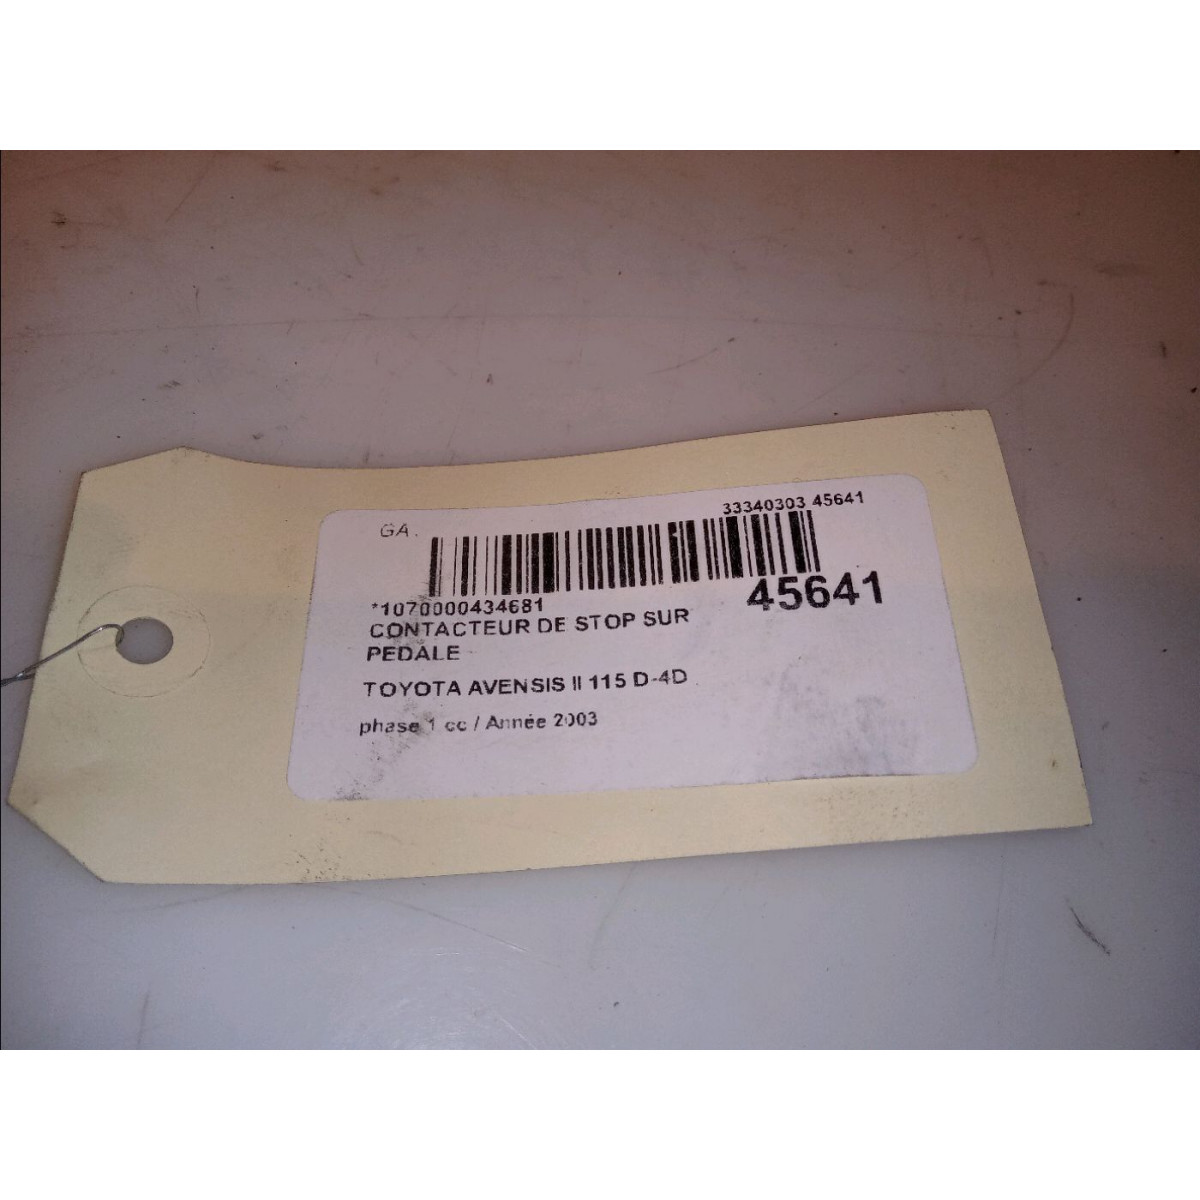 GA.
33340303 45641
*1070000434681
45641
CONTACTEUR DE STOP SUR
PEDALE
TOYOTA AVENSIS II 115 D-4D
phase 1 cc / Année 2003